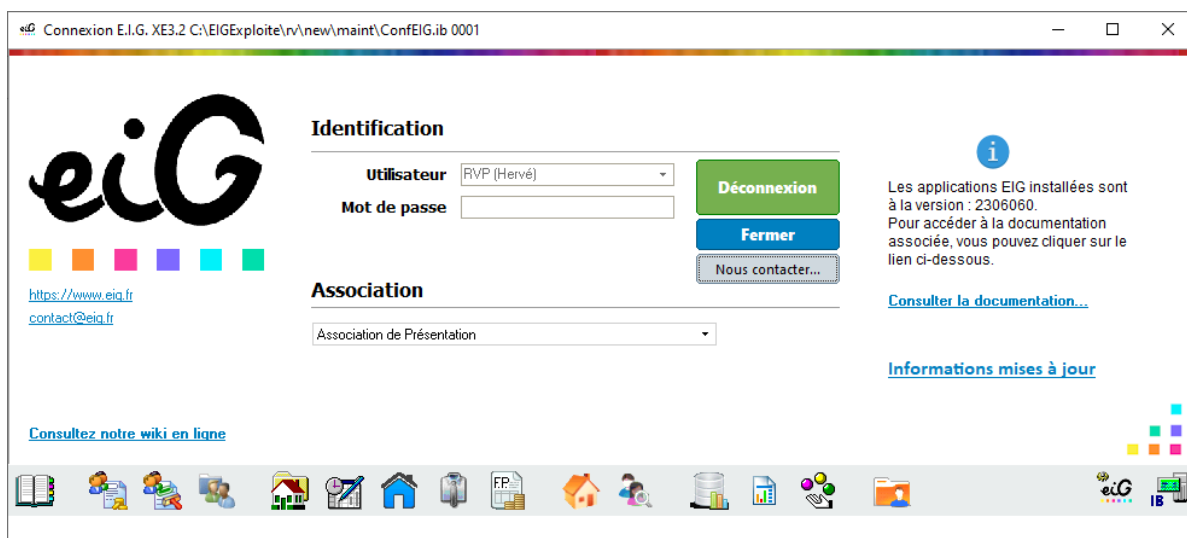 Connexion E.I.G. XE3.2 C:\EIGExploite\rv\new\maint\ConfEIG.ib 0001
eiG
Identification
Utilisateur RVP (Hervé)
Mot de passe
Déconnexion
Fermer
Nous contacter...
https://www.eig.fr
contact@eig.fr
Association
Association de Présentation
Les applications EIG installées sont
à la version : 2306060.
Pour accéder à la documentation
associée, vous pouvez cliquer sur le
lien ci-dessous.
Consulter la documentation...
Informations mises à jour
Consultez notre wiki en ligne
F.P.
eiG
IB